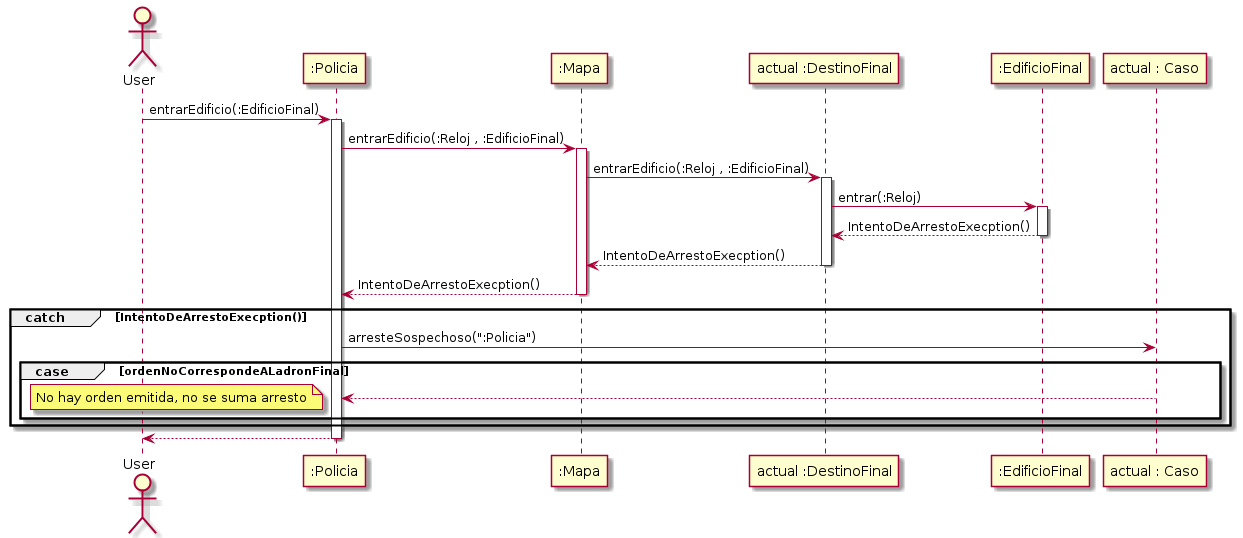 User
:Policia
:Mapa
actual :DestinoFinal
:EdificioFinal
actual : Caso
entrarEdificio(:EdificioFinal)
entrarEdificio(:Reloj , :EdificioFinal)
entrarEdificio(:Reloj , :EdificioFinal)
entrar(:Reloj)
IntentoDeArrestoExecption()
IntentoDeArrestoExecption()
IntentoDeArrestoExecption()
catch
[IntentoDeArrestoExecption()]
arresteSospechoso(":Policia")
case
[ordenNoCorrespondeALadronFinal]
No hay orden emitida, no se suma arresto
User
:Policia
:Mapa
actual :DestinoFinal
:EdificioFinal
actual : Caso